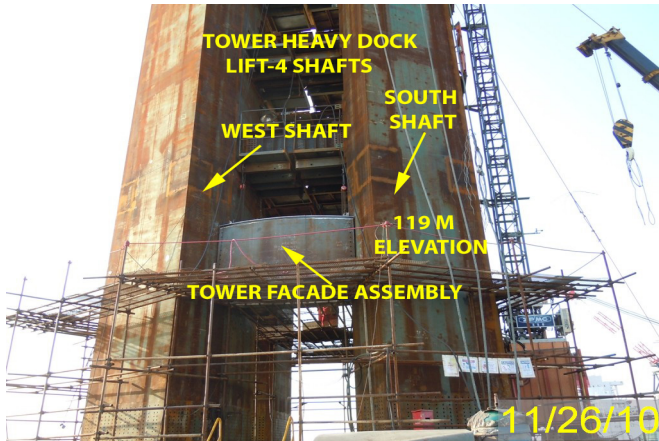 TOWER HEAVY DOCK
LIFT-4 SHAFTS
SOUTH
SHAFT
WEST SHAFT
119 M
ELEVATION
TOWER FACADE ASSEMBLY
11/26/10